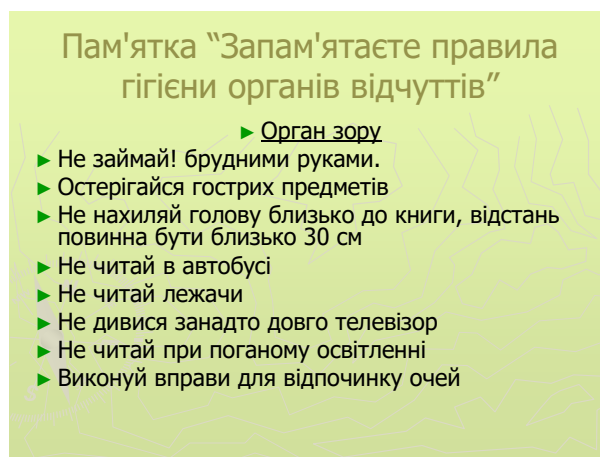 Пам'ятка “Запам'ятаєте правила
гігієни органів відчуттів”
► Орган зору
► Не займай! брудними руками.
► Остерігайся гострих предметів
► Не нахиляй голову близько до книги, відстань
повинна бути близько 30 см
► Не читай в автобусі
► Не читай лежачи
► Не дивися занадто довго телевізор
► Не читай при поганому освітленні
► Виконуй вправи для відпочинку очей